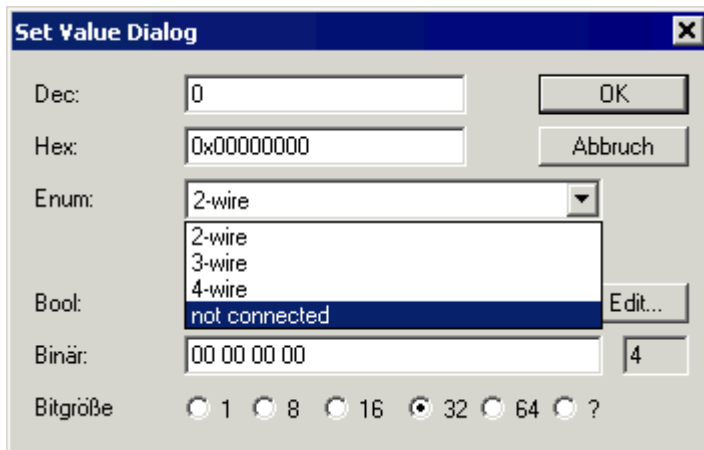 Set Value Dialog
Dec: 0 OK
Hex: 0x00000000 Abbruch
Enum: 2-wire
2-wire
3-wire
4-wire
Bool: not connected Edit...
Binär: 00 00 00 00 4
Bitgröße 1 8 16 32 64 ?